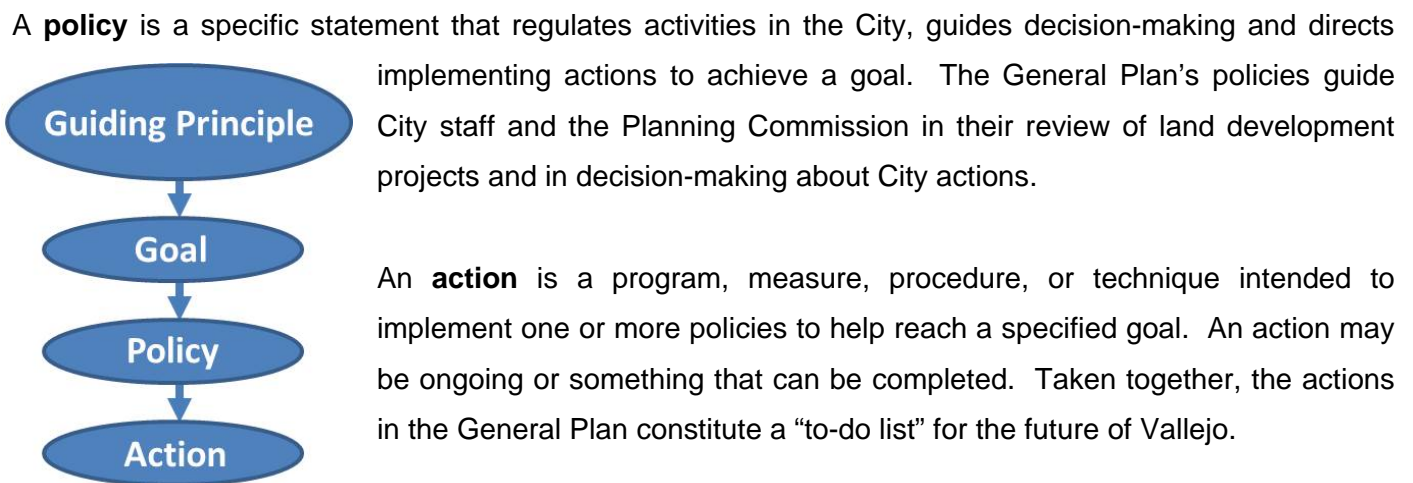 A policy is a specific statement that regulates activities in the City, guides decision-making and directs
implementing actions to achieve a goal. The General Plan's policies guide
City staff and the Planning Commission in their review of land development
projects and in decision-making about City actions.
An action is a program, measure, procedure, or technique intended to
implement one or more policies to help reach a specified goal. An action may
be ongoing or something that can be completed. Taken together, the actions
in the General Plan constitute a “to-do list” for the future of Vallejo.
Guiding Principle
Goal
Policy
Action